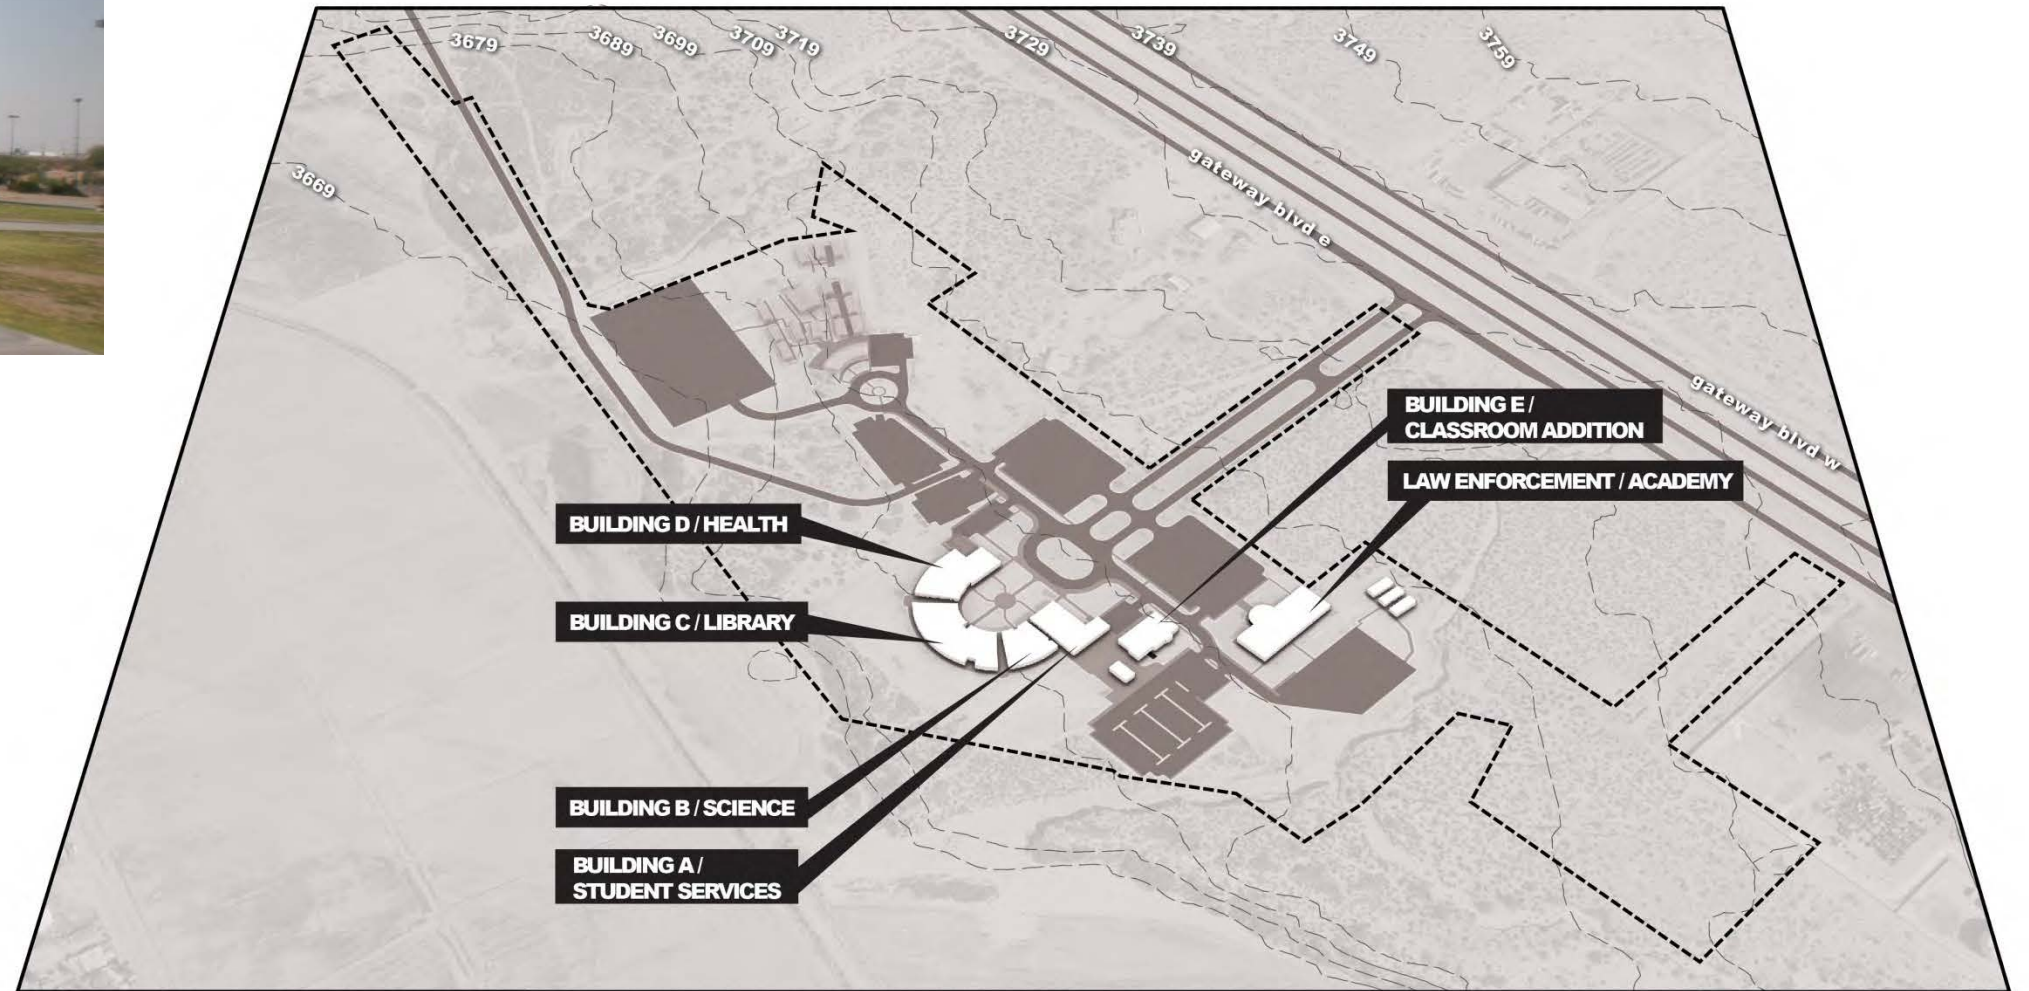 3679
3689
3699
3709
3719
3729
3739
3749
3759
3669
gateway blvd e
gateway blvd w
BUILDING E /
CLASSROOM ADDITION
LAW ENFORCEMENT / ACADEMY
BUILDING D / HEALTH
BUILDING C / LIBRARY
BUILDING B / SCIENCE
BUILDING A /
STUDENT SERVICES